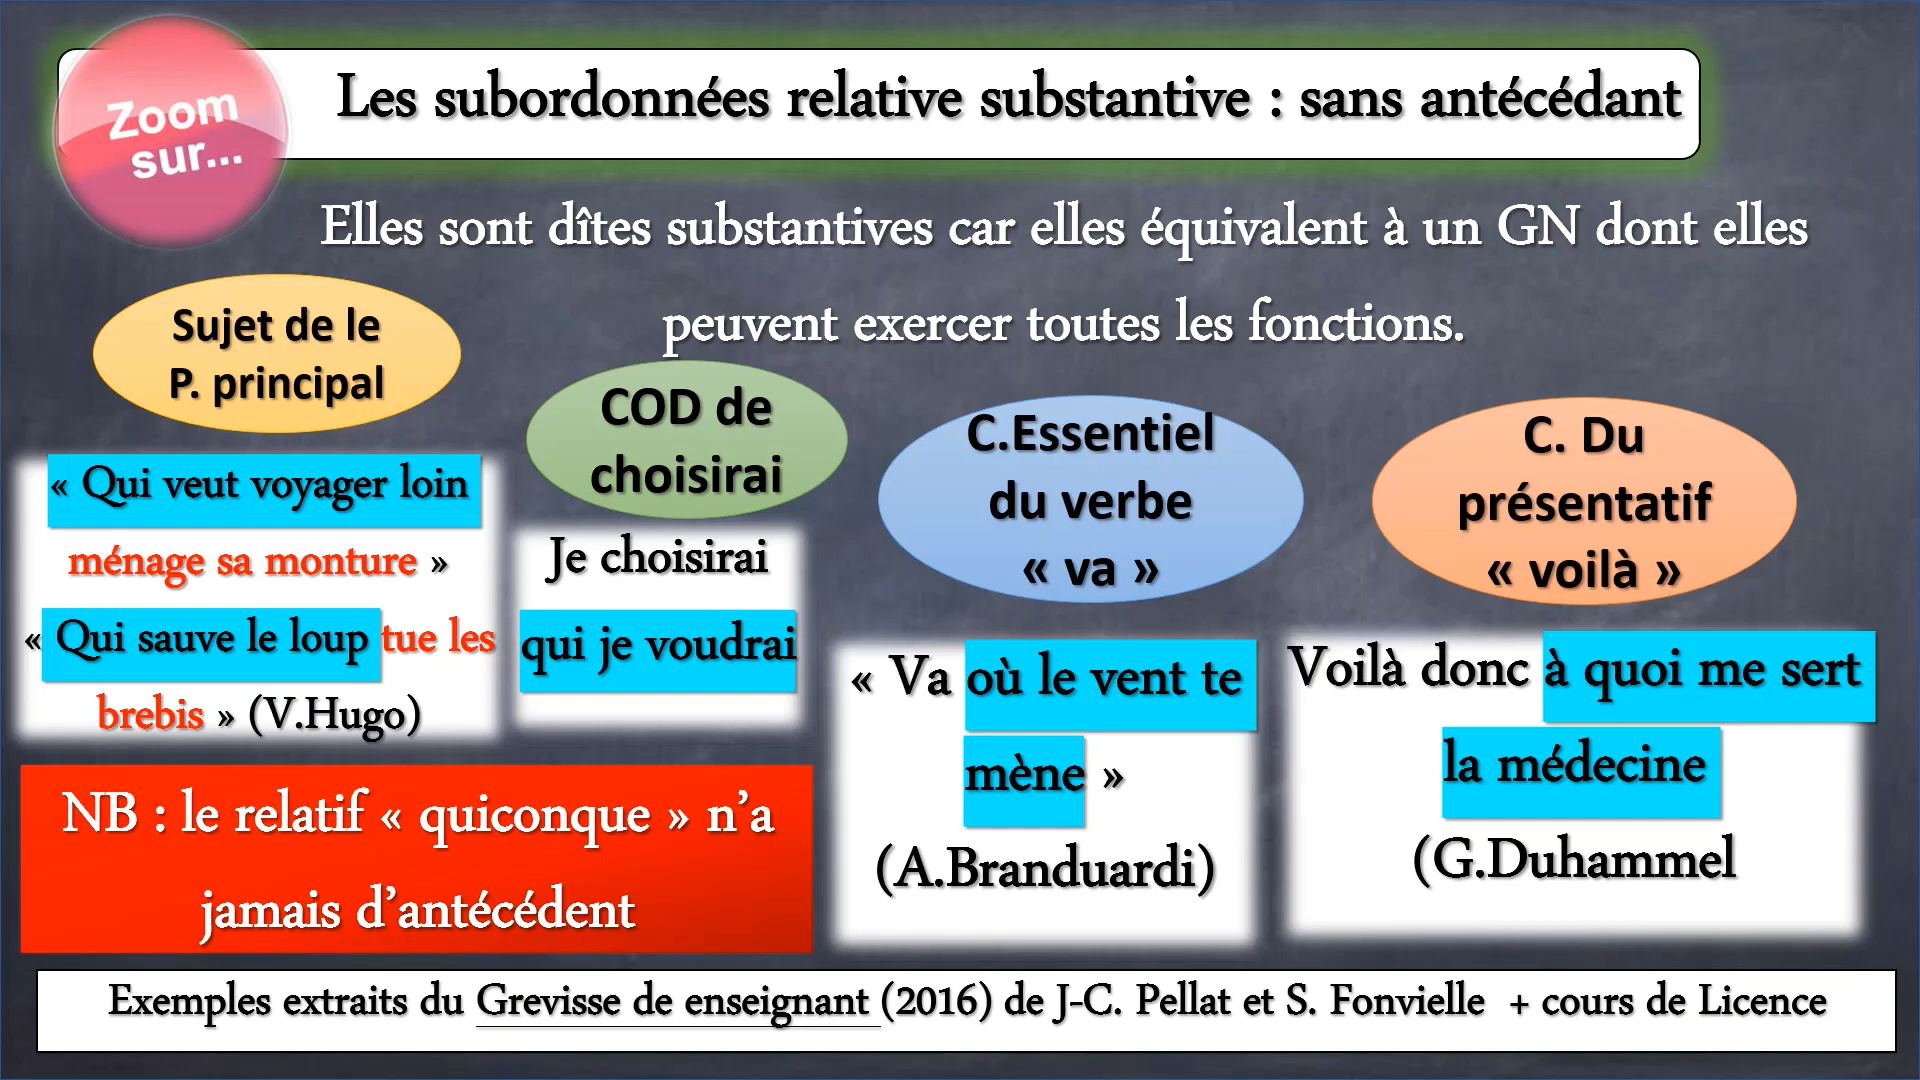 Zoom
sur...
Les subordonnées relative substantive : sans antécédant
Elles sont dîtes substantives car elles équivalent à un GN dont elles
peuvent exercer toutes les fonctions.
Sujet de le
P. principal
« Qui veut voyager loin
ménage sa monture »
« Qui sauve le loup tue les
brebis » (V.Hugo)
COD de
choisirai
Je choisirai
qui je voudrai
C.Essentiel
du verbe
« va »
« Va où le vent te
mène »
(A.Branduardi)
C. Du
présentatif
« voilà »
Voilà donc à quoi me sert
la médecine
(G.Duhammel
NB : le relatif « quiconque » n’a
jamais d’antécédent
Exemples extraits du Grevisse de enseignant (2016) de J-C. Pellat et S. Fonvielle + cours de Licence